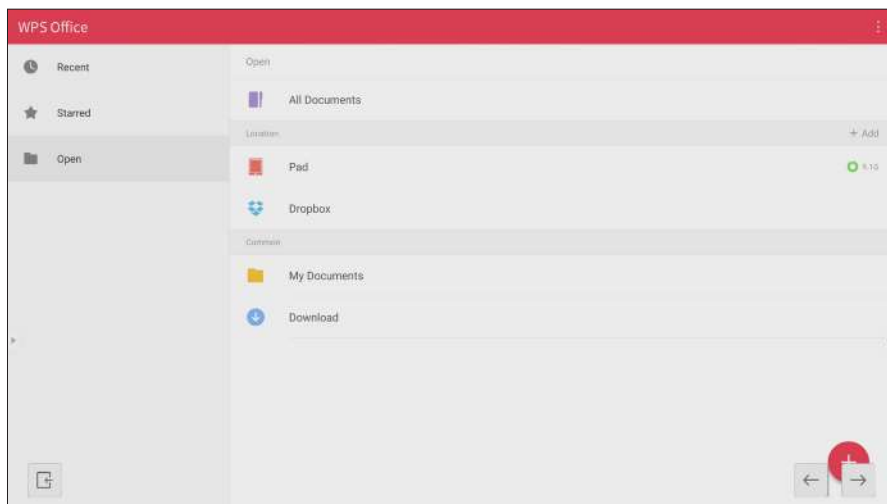 WPS Office
Recent
Starred
Open
Open
All Documents
Location
+ Add
Pad
Dropbox
Common
My Documents
Download